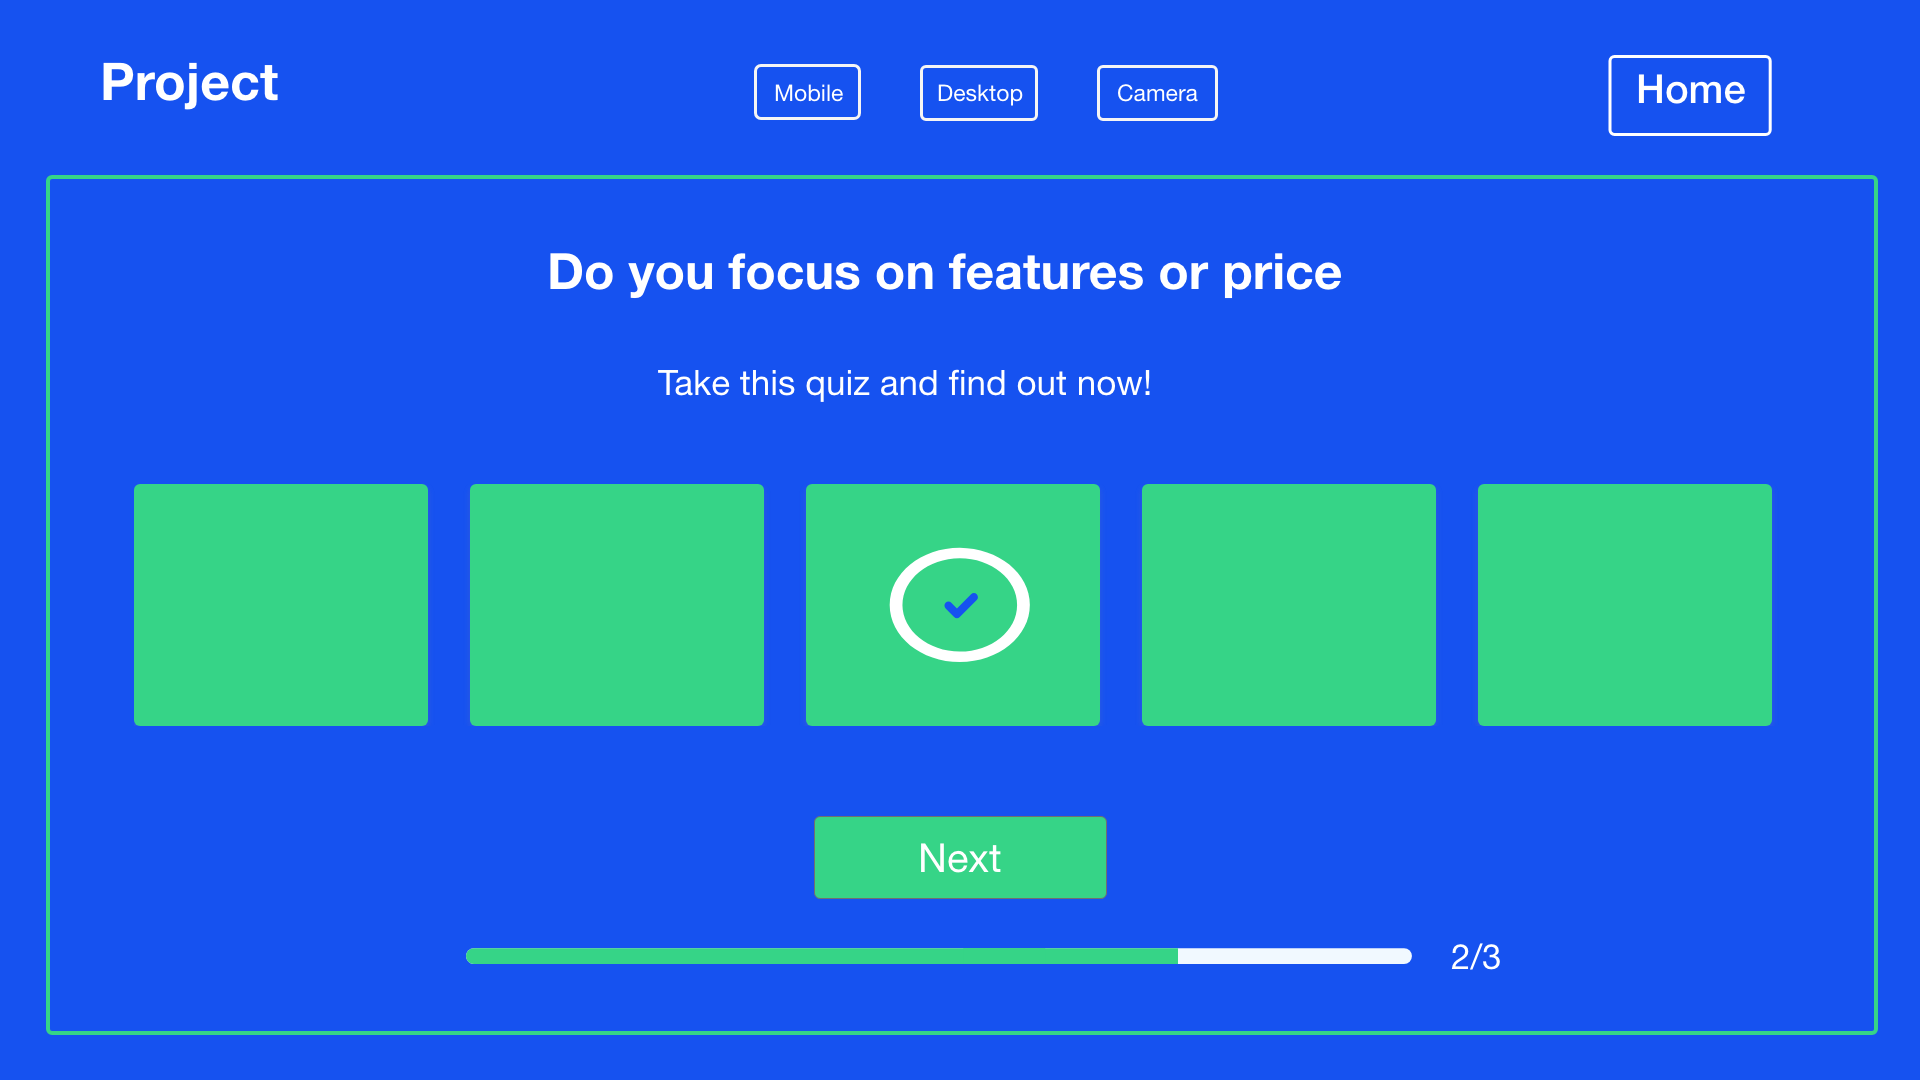 Project
Mobile
Desktop
Camera
Home
Do you focus on features or price
Take this quiz and find out now!
Next
2/3